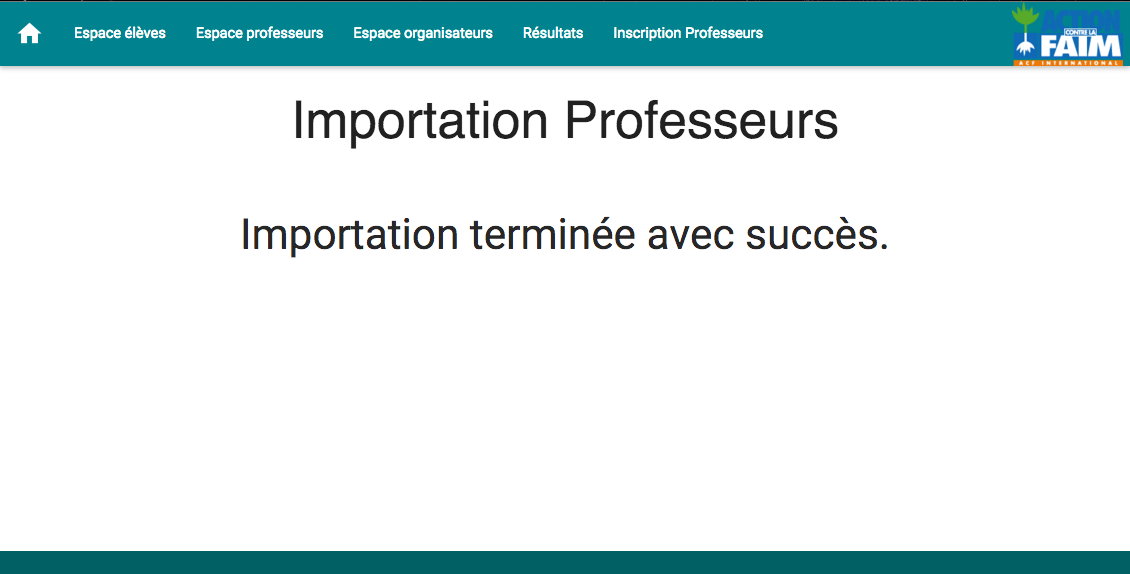 Espace élèves Espace professeurs Espace organisateurs Résultats Inscription Professeurs
ACTION
CONTRE LA
FAIM
ACF INTERNATIONAL
Importation Professeurs
Importation terminée avec succès.